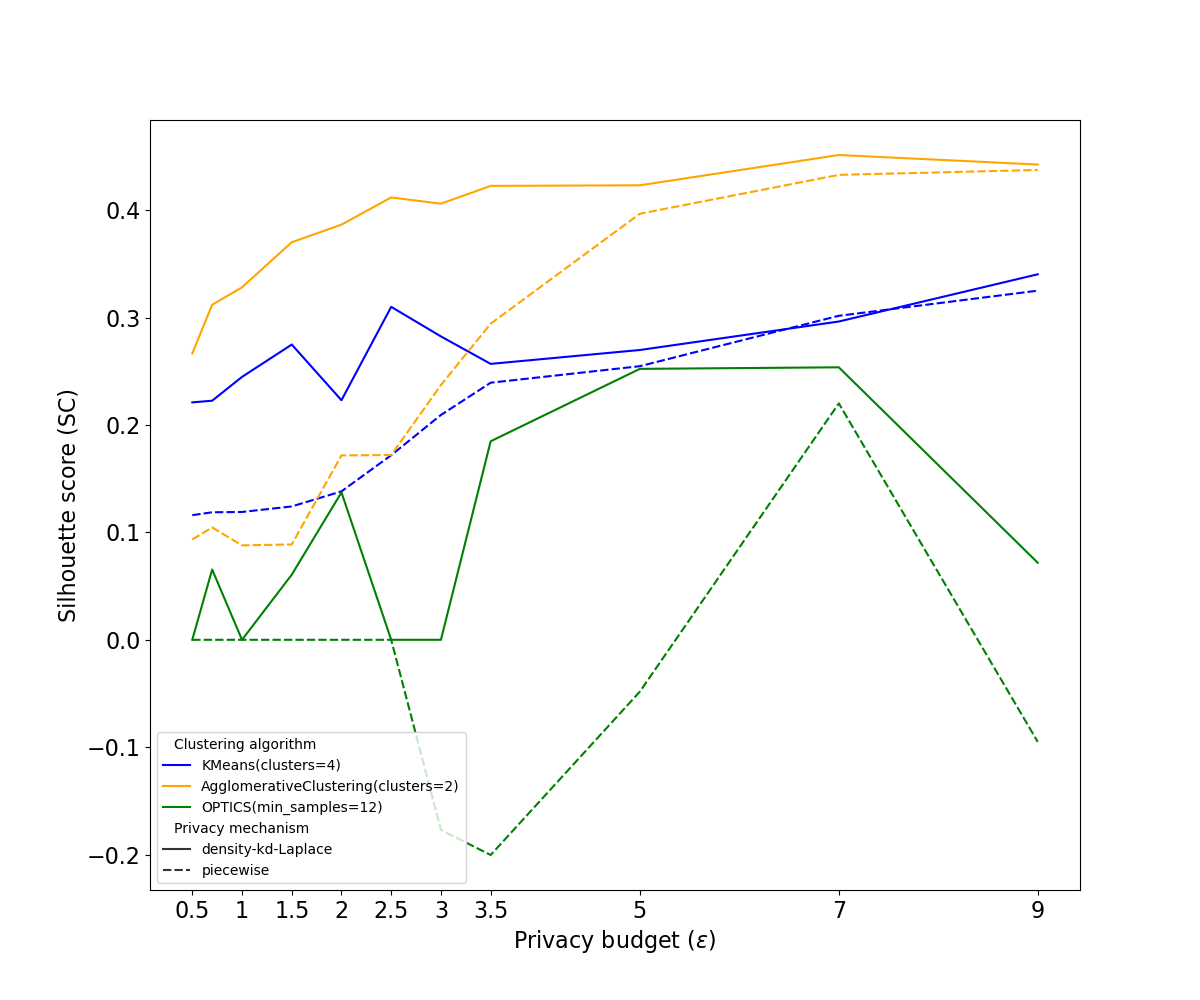 0.4
0.3
0.2
0.1
0.0
−0.1
−0.2
Silhouette score (SC)
Clustering algorithm
KMeans(clusters=4)
AgglomerativeClustering(clusters=2)
OPTICS(min_samples=12)
Privacy mechanism
density-kd-Laplace
piecewise
0.5 1 1.5 2 2.5 3 3.5 5 7 9
Privacy budget (ε)